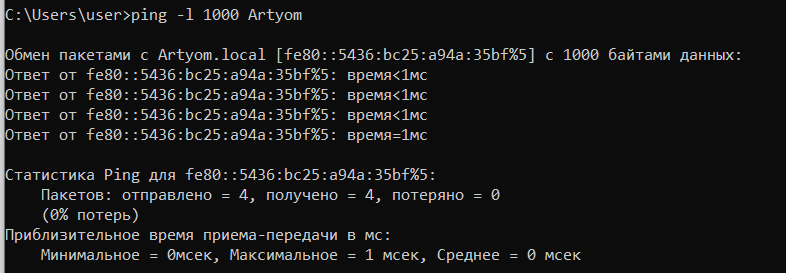 C:\Users\user>ping -l 1000 Artyom
Обмен пакетами с Artyom.local [fe80::5436:bc25:a94a:35bf%5] с 1000 байтами данных:
Ответ от fe80::5436:bc25:a94a:35bf%5: время<1мс
Ответ от fe80::5436:bc25:a94a:35bf%5: время<1мс
Ответ от fe80::5436:bc25:a94a:35bf%5: время<1мс
Ответ от fe80::5436:bc25:a94a:35bf%5: время=1мс
Статистика Ping для fe80::5436:bc25:a94a:35bf%5:
Пакетов: отправлено = 4, получено = 4, потеряно = 0
(0% потерь)
Приблизительное время приема-передачи в мс:
Минимальное = 0мсек, Максимальное = 1 мсек, Среднее = 0 мсек